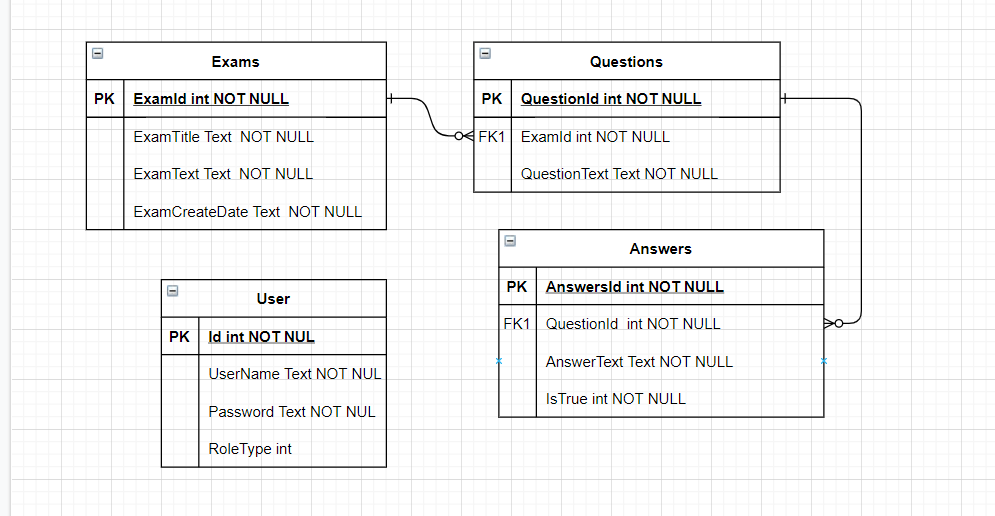 Exams
PK ExamId int NOT NULL
ExamTitle Text  NOT NULL
ExamText Text  NOT NULL
ExamCreateDate Text  NOT NULL
Questions
PK QuestionId int NOT NULL
FK1 ExamId int NOT NULL
QuestionText Text NOT NULL
Answers
PK AnswersId int NOT NULL
FK1 QuestionId  int NOT NULL
AnswerText Text NOT NULL
IsTrue int NOT NULL
User
PK Id int NOT NUL
UserName Text NOT NUL
Password Text NOT NUL
RoleType int